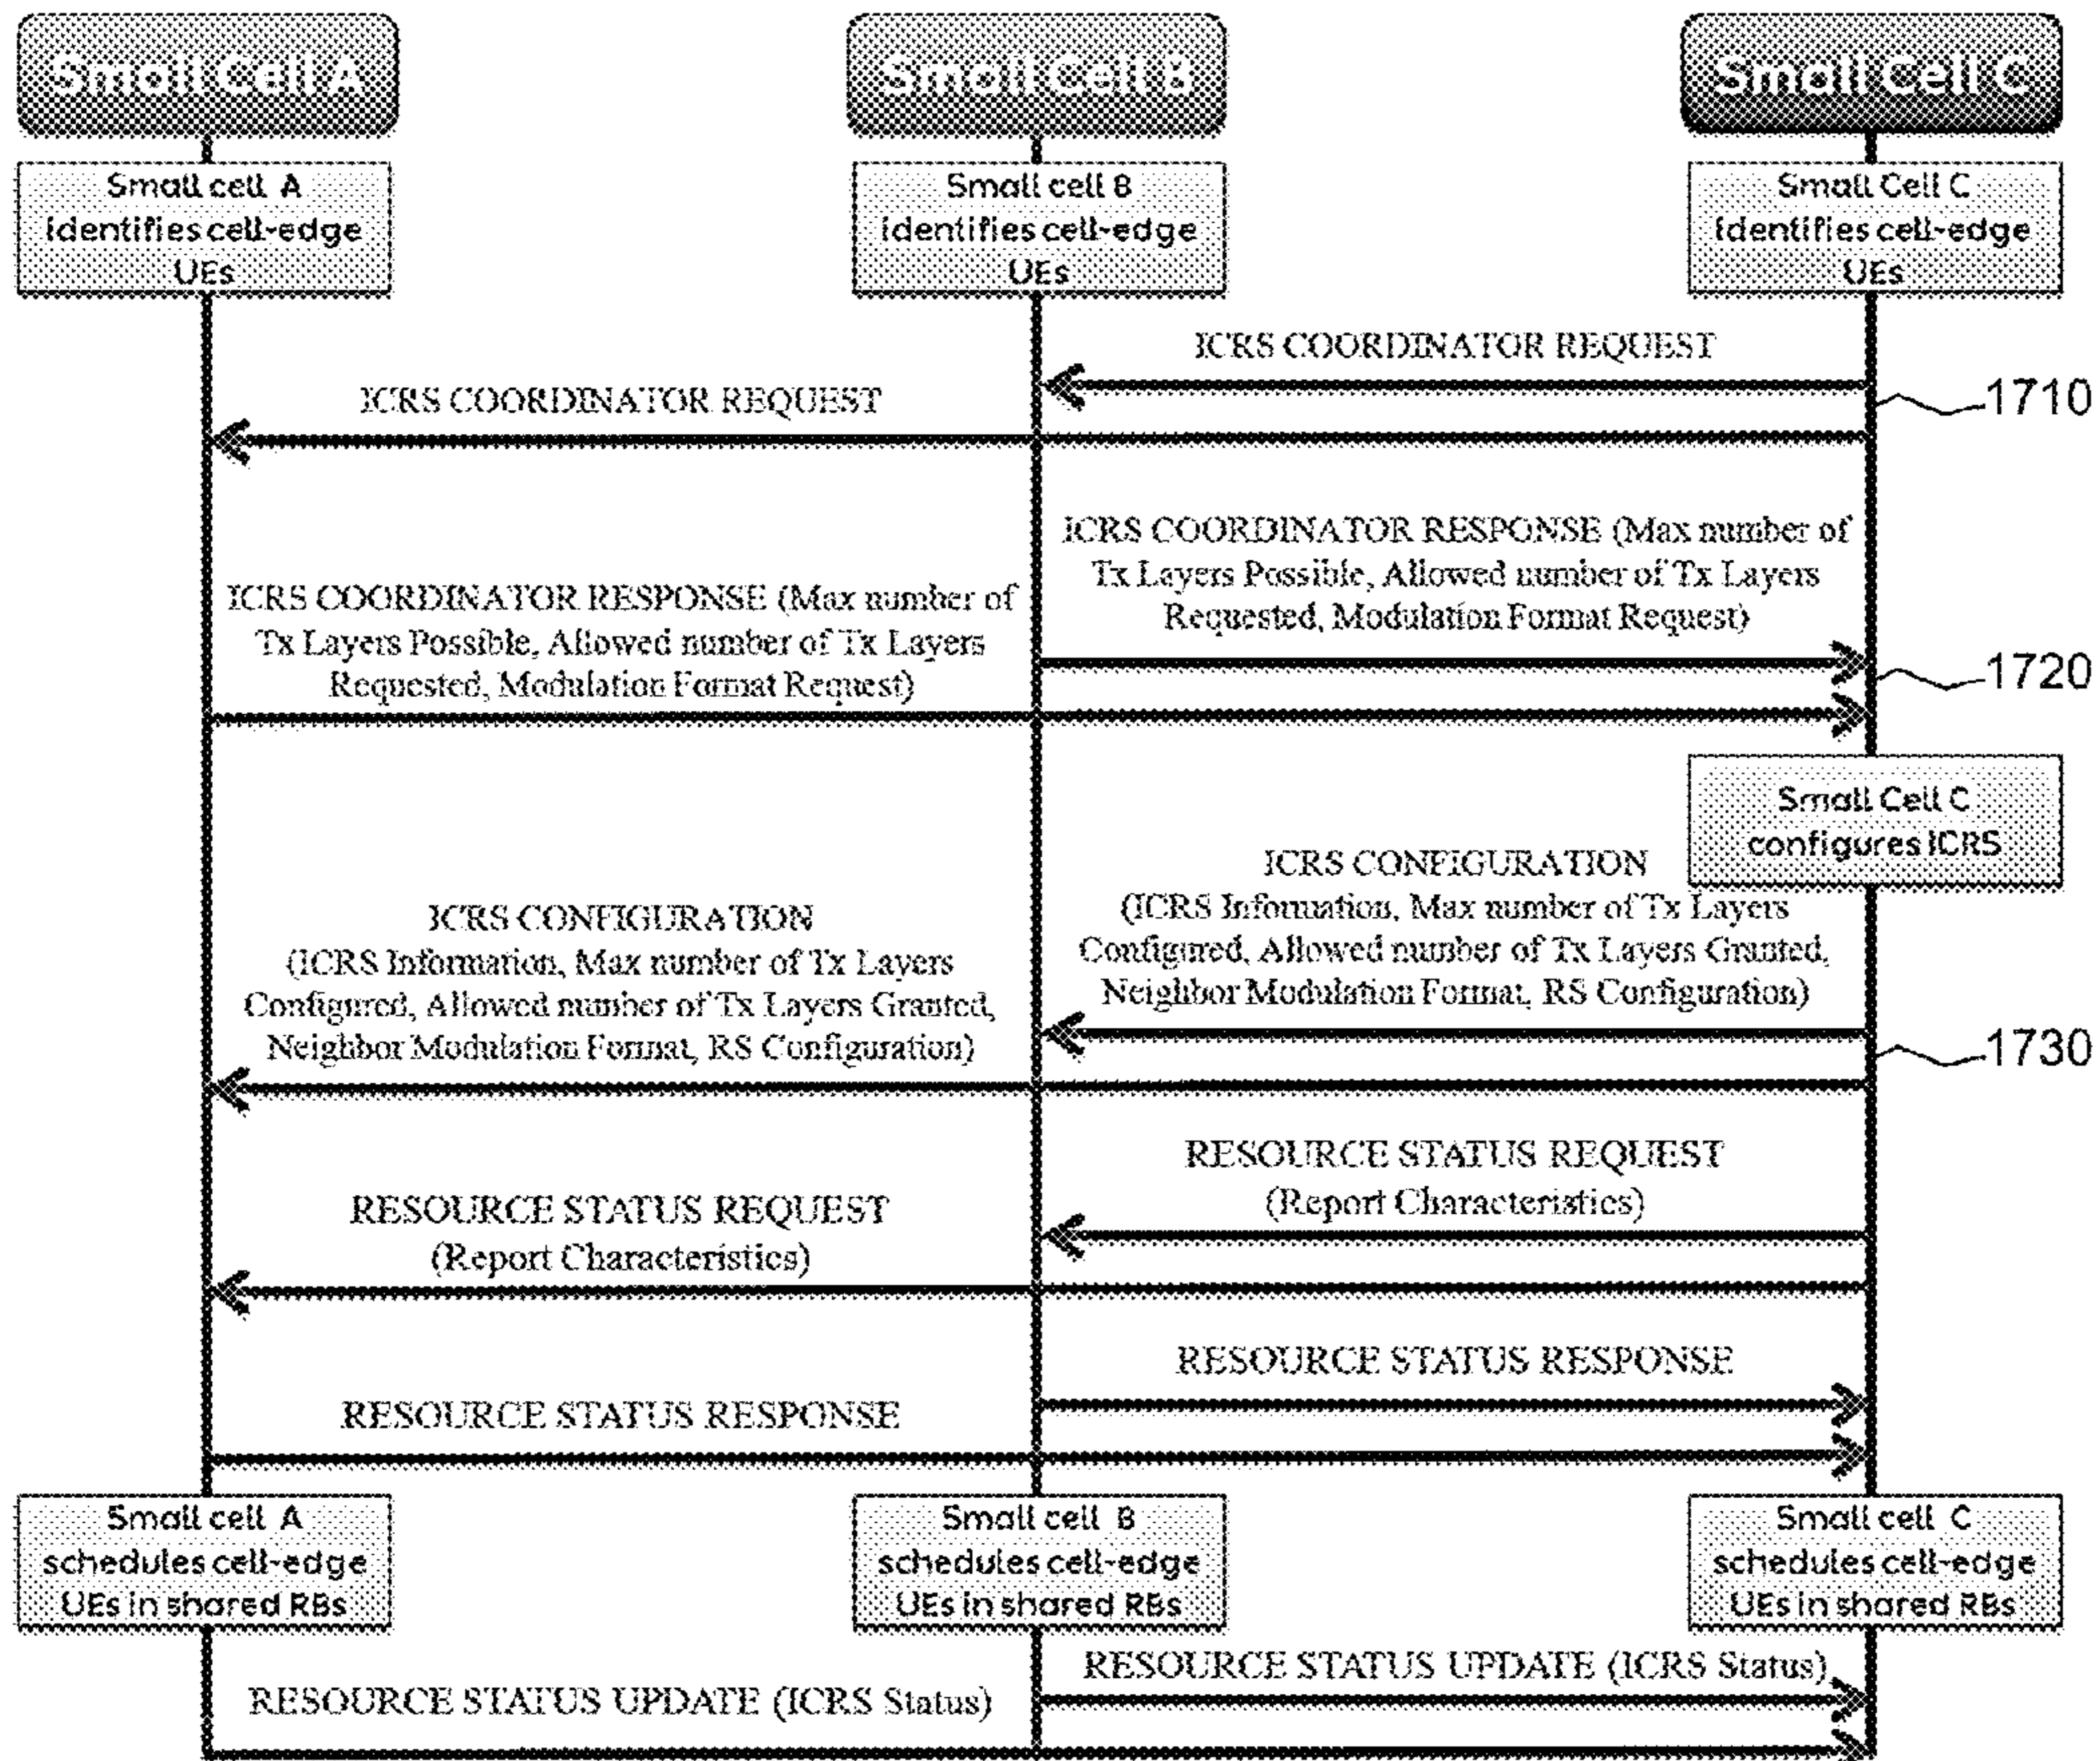 Small Cell A
Small Cell B
Small Cell C
Small cell A
identifies cell-edge
UEs
Small cell B
identifies cell-edge
UEs
Small Cell C
identifies cell-edge
UEs
ICRS COORDINATOR REQUEST
1710
ICRS COORDINATOR REQUEST
ICRS COORDINATOR RESPONSE (Max number of
Tx Layers Possible, Allowed number of Tx Layers
Requested, Modulation Format Request)
ICRS COORDINATOR RESPONSE (Max number of
Tx Layers Possible, Allowed number of Tx Layers
Requested, Modulation Format Request)
1720
Small Cell C
configures ICRS
ICRS CONFIGURATION
(ICRS Information, Max number of Tx Layers
Configured, Allowed number of Tx Layers Granted,
Neighbor Modulation Format, RS Configuration)
ICRS CONFIGURATION
(ICRS Information, Max number of Tx Layers
Configured, Allowed number of Tx Layers Granted,
Neighbor Modulation Format, RS Configuration)
1730
RESOURCE STATUS REQUEST
(Report Characteristics)
RESOURCE STATUS REQUEST
(Report Characteristics)
RESOURCE STATUS RESPONSE
RESOURCE STATUS RESPONSE
Small cell A
schedules cell-edge
UEs in shared RBs
Small cell B
schedules cell-edge
UEs in shared RBs
Small cell C
schedules cell-edge
UEs in shared RBs
RESOURCE STATUS UPDATE (ICRS Status)
RESOURCE STATUS UPDATE (ICRS Status)